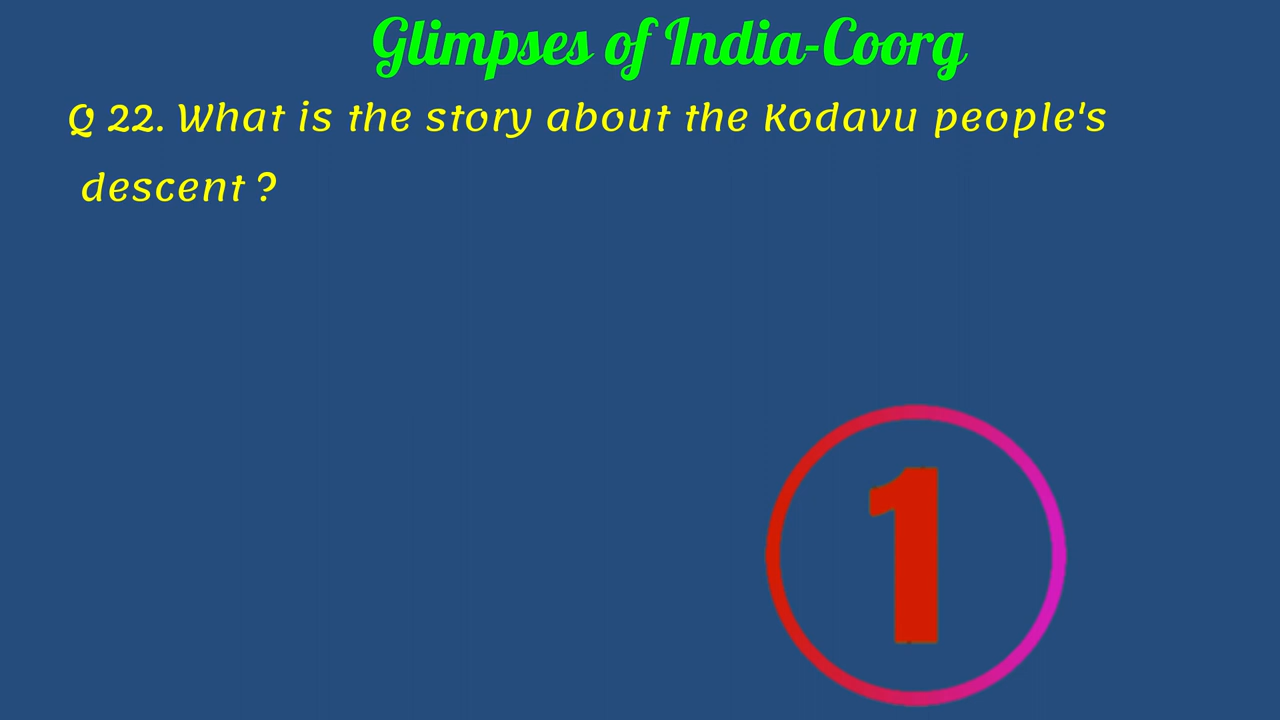 Glimpses of India-Coorg
Q 22. What is the story about the Kodavu people's
descent ?
1